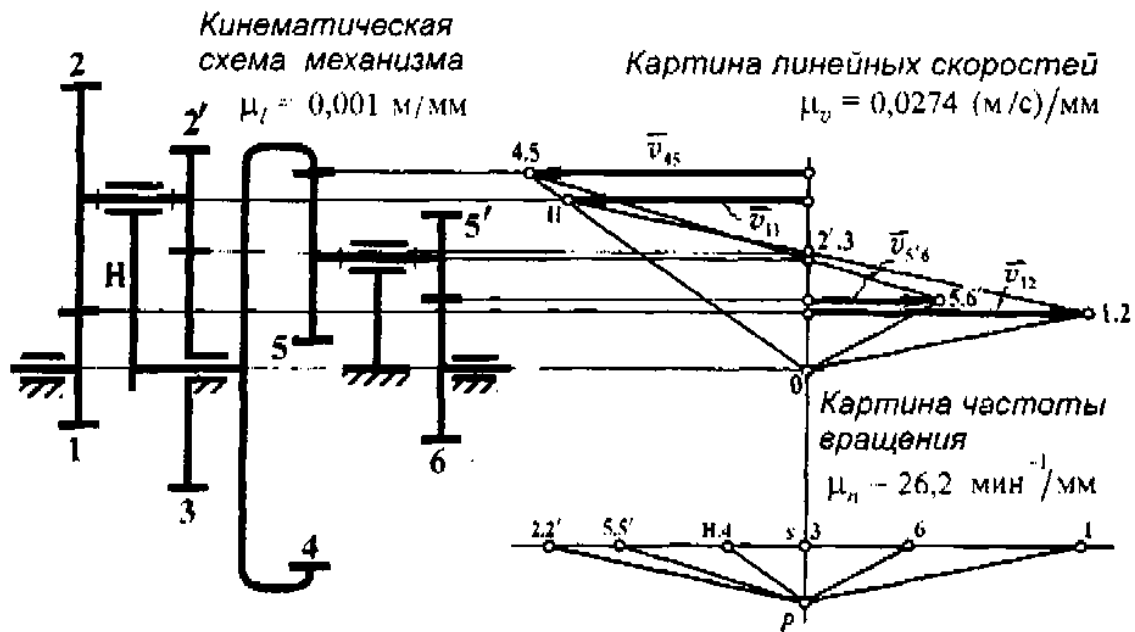 Кинематическая
схема механизма
μl = 0,001 м/мм
Картина линейных скоростей
μv = 0,0274 (м/с)/мм
2
2'
H
1
3
4
5
5'
6
4.5
v45
H
v11
2'.3
v5'6
5.6'
v12
1.2
0
Картина частоты
вращения
μn - 26,2 мин⁻¹/мм
2.2'
5.5'
H.4
s
3
6
1
p